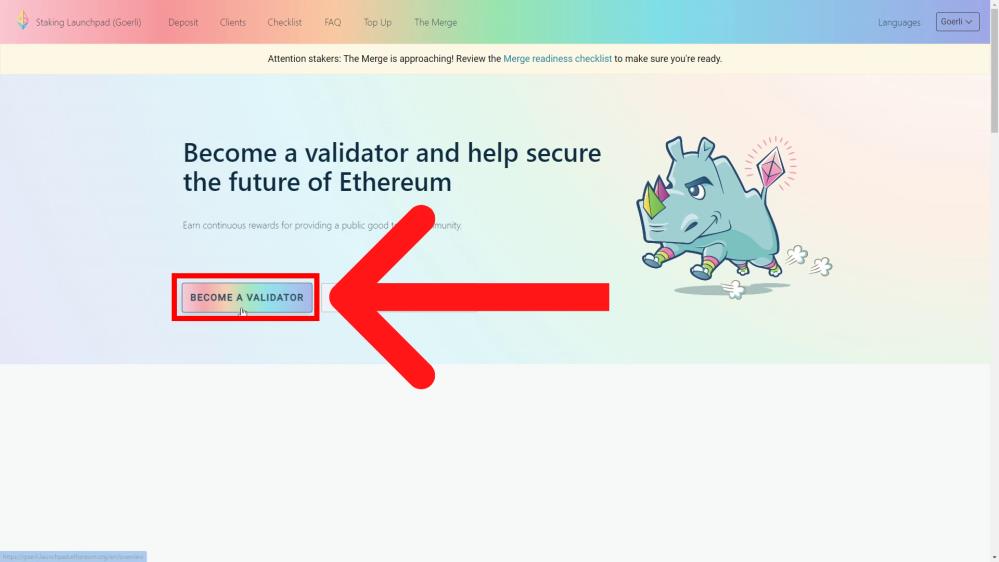 Staking Launchpad (Goerli) Deposit Clients Checklist FAQ Top Up The Merge Languages Goerli
Attention stakers: The Merge is approaching! Review the Merge readiness checklist to make sure you're ready.
Become a validator and help secure
the future of Ethereum
Earn continuous rewards for providing a public good
BECOME A VALIDATOR
https://goerli.launchpad.ethereum.org/en/overview